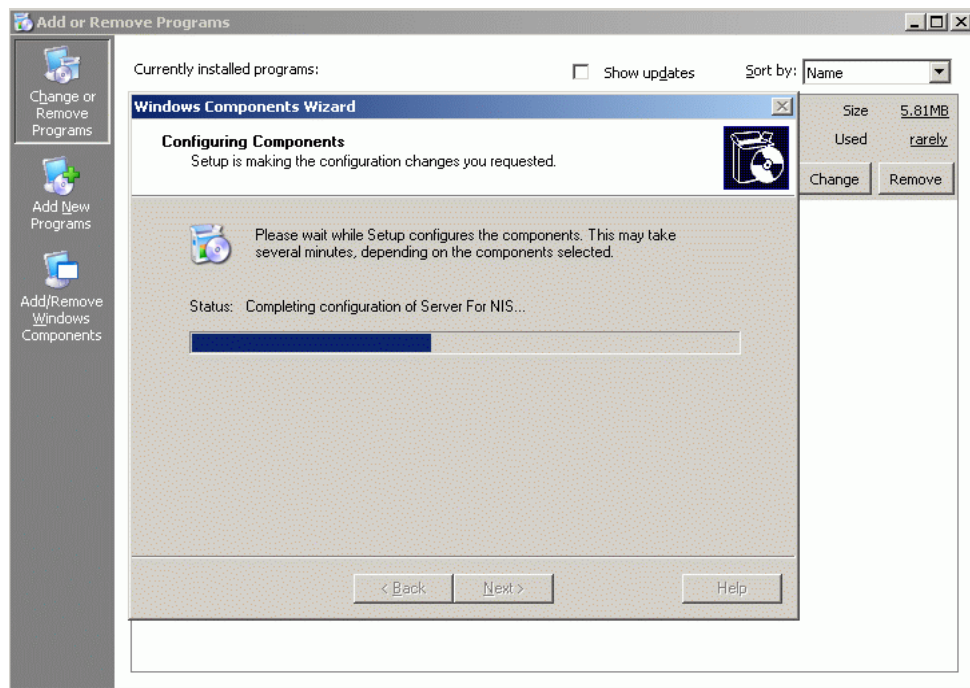 Add or Remove Programs
Change or
Remove
Programs
Add New
Programs
Add/Remove
Windows
Components
Currently installed programs:
Show updates
Sort by: Name
Size 5.81MB
Used rarely
Change Remove
Windows Components Wizard
Configuring Components
Setup is making the configuration changes you requested.
Please wait while Setup configures the components. This may take
several minutes, depending on the components selected.
Status: Completing configuration of Server For NIS...
< Back Next > Help